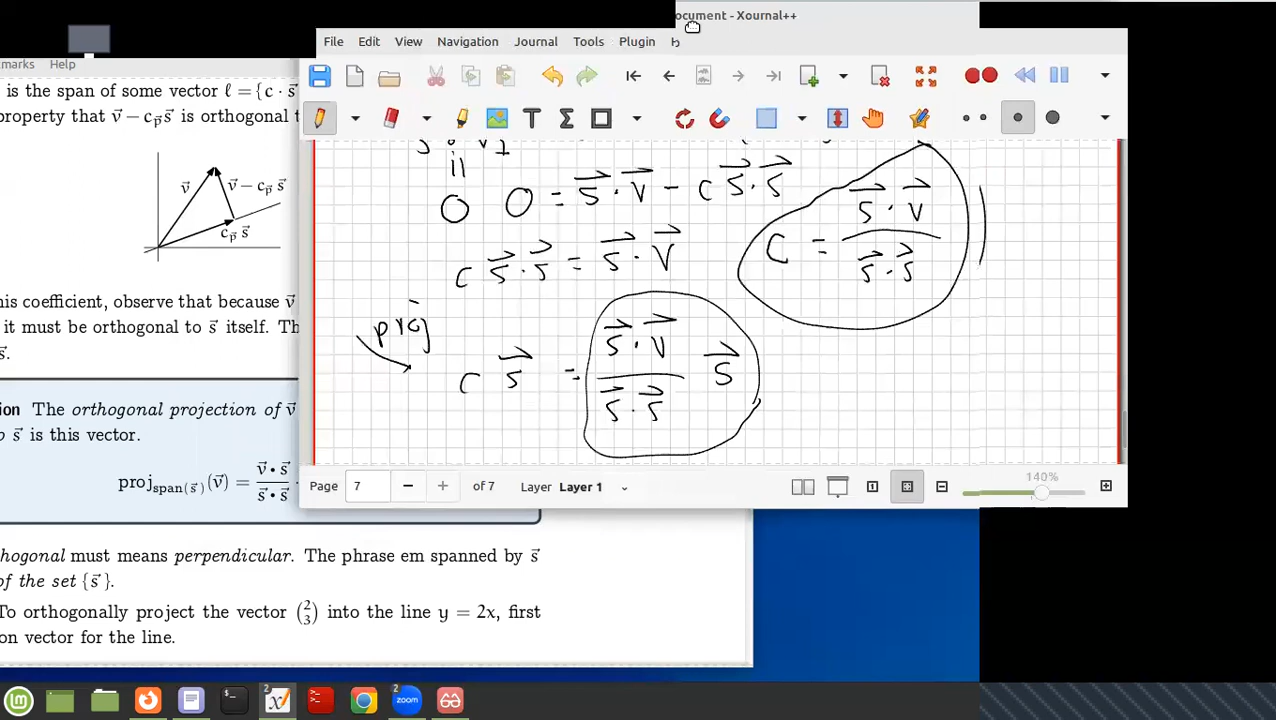 ocument - Xournal++
File Edit View Navigation Journal Tools Plugin
marks Help
is the span of some vector ℓ = {c · s⃗
property that v⃗ − c_p⃗ s⃗ is orthogonal t
v⃗
v⃗ − c_p⃗ s⃗
c_p⃗ s⃗
0 0 = s⃗ · v⃗ − c s⃗ · s⃗
c s⃗ · s⃗ = s⃗ · v⃗
c = (s⃗ · v⃗)/(s⃗ · s⃗)
proj
c s⃗ = (s⃗ · v⃗)/(s⃗ · s⃗) s⃗
his coefficient, observe that because v⃗
it must be orthogonal to s⃗ itself. Th
s⃗.
ion The orthogonal projection of v⃗
o s⃗ is this vector.
proj_span(s⃗)(v⃗) = (v⃗ • s⃗)/(s⃗ • s⃗) ·
Page 7 of 7 Layer Layer 1 140%
hogonal must means perpendicular. The phrase em spanned by s⃗
of the set {s⃗}.
To orthogonally project the vector (2 3) into the line y = 2x, first
on vector for the line.
2
2
zoom